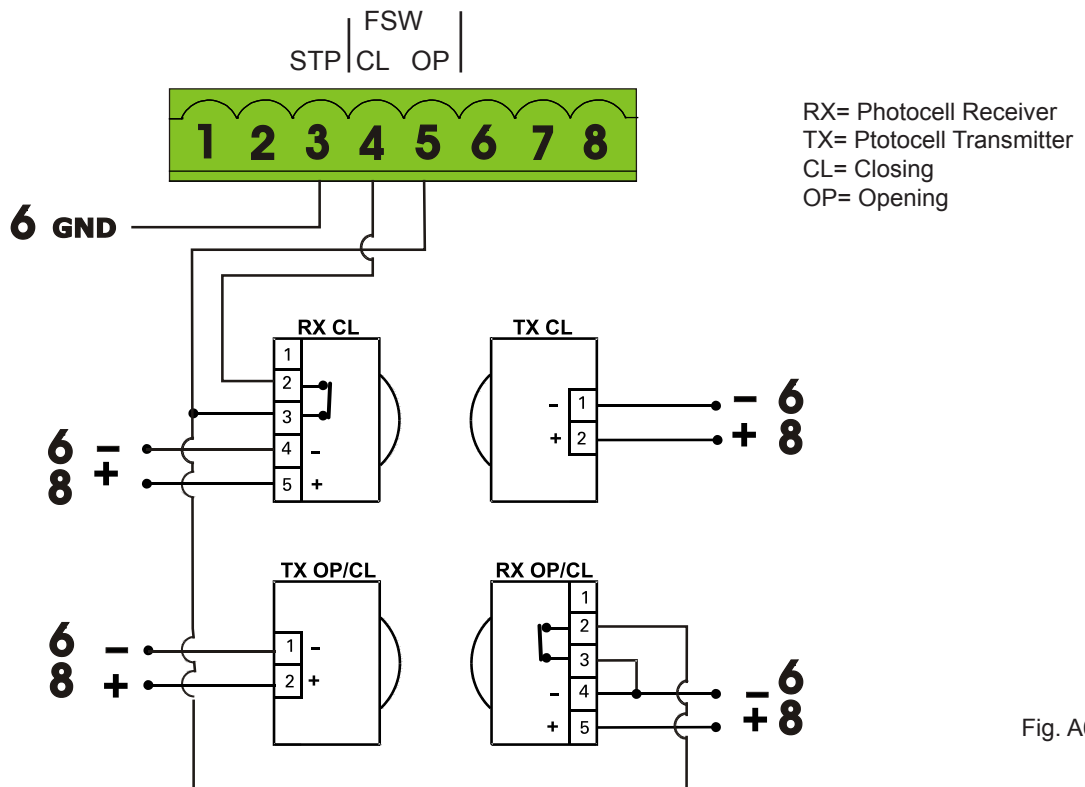 FSW
STP CL OP
1 2 3 4 5 6 7 8
RX= Photocell Receiver
TX= Ptotocell Transmitter
CL= Closing
OP= Opening
6 GND
RX CL
1
2
3
4 -
5 +
6 -
8 +
TX CL
- 1
+ 2
- 6
+ 8
TX OP/CL
1 -
2 +
6 -
8 +
RX OP/CL
1
2
3
- 4
+ 5
- 6
+ 8
Fig.